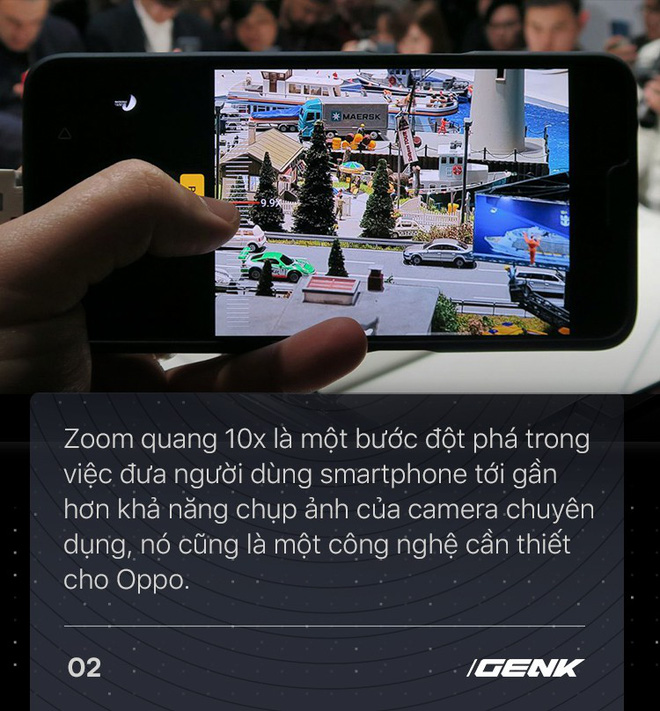 MAERSK
9.9x
Zoom quang 10x là một bước đột phá trong
việc đưa người dùng smartphone tới gần
hơn khả năng chụp ảnh của camera chuyên
dụng, nó cũng là một công nghệ cần thiết
cho Oppo.
02
/GENK